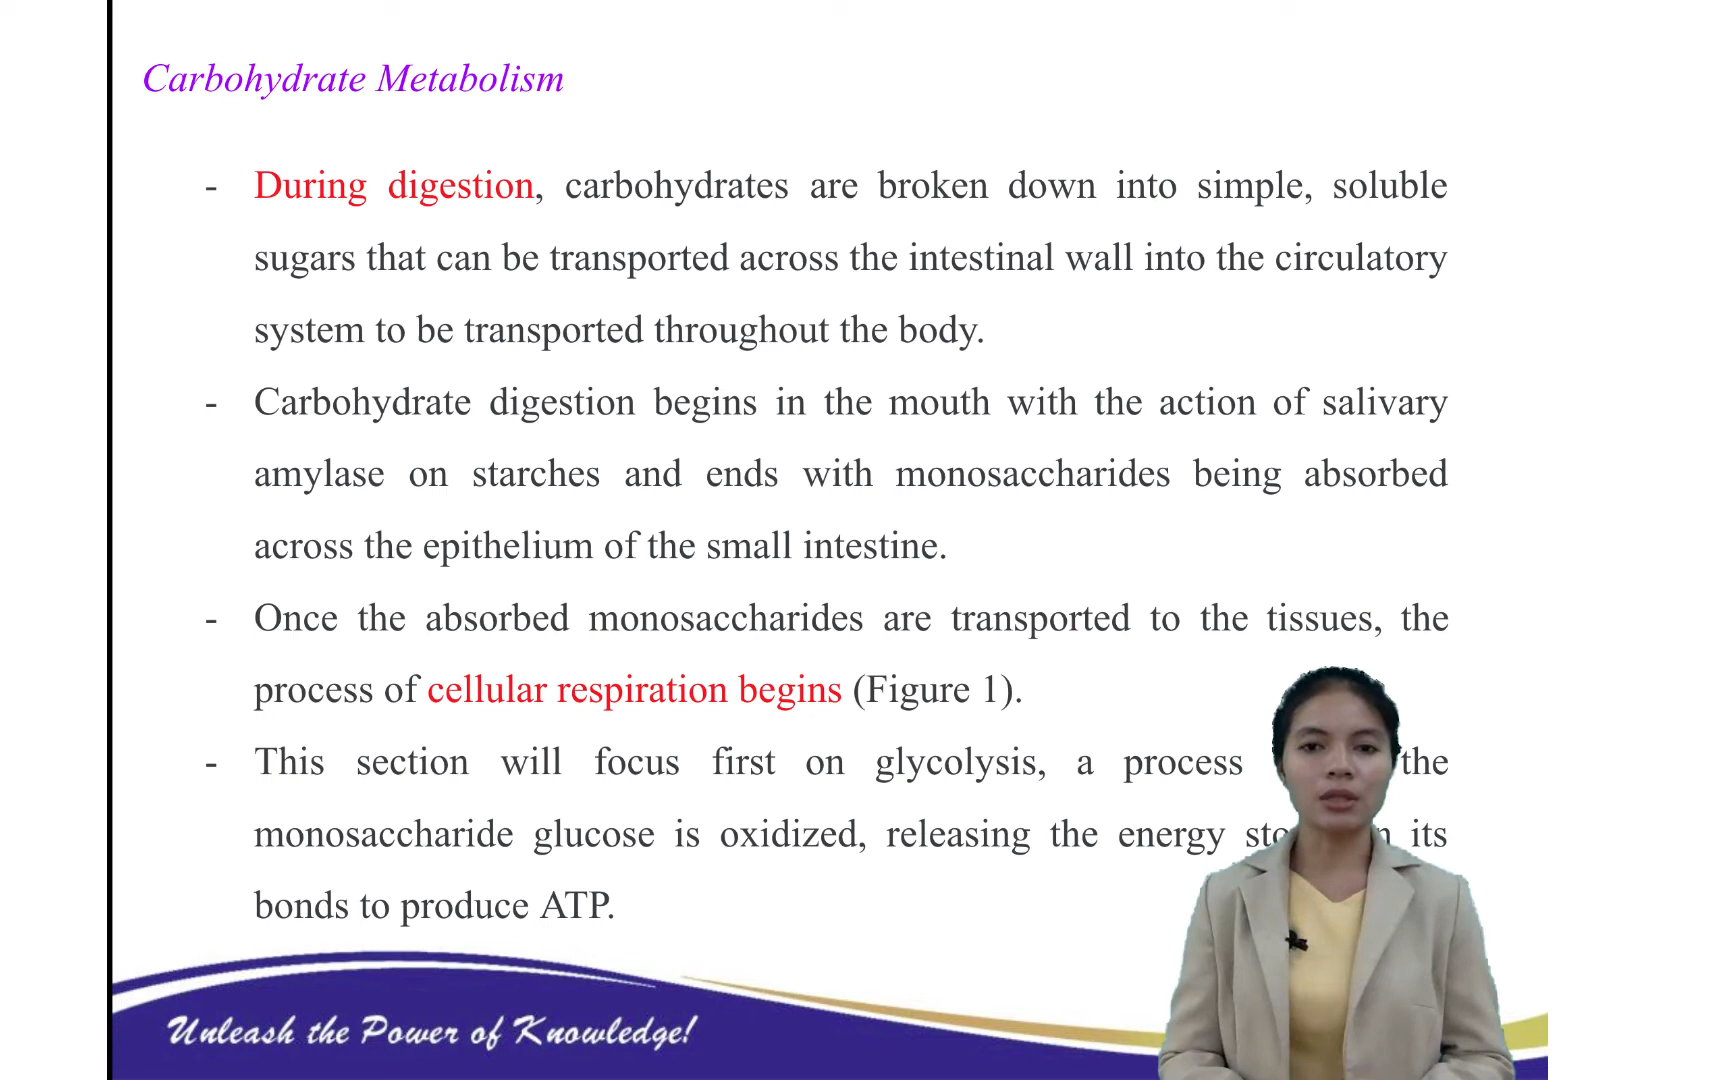 Carbohydrate Metabolism
- During digestion, carbohydrates are broken down into simple, soluble
sugars that can be transported across the intestinal wall into the circulatory
system to be transported throughout the body.
- Carbohydrate digestion begins in the mouth with the action of salivary
amylase on starches and ends with monosaccharides being absorbed
across the epithelium of the small intestine.
- Once the absorbed monosaccharides are transported to the tissues, the
process of cellular respiration begins (Figure 1).
- This section will focus first on glycolysis, a process the
monosaccharide glucose is oxidized, releasing the energy its
bonds to produce ATP.
Unleash the Power of Knowledge!